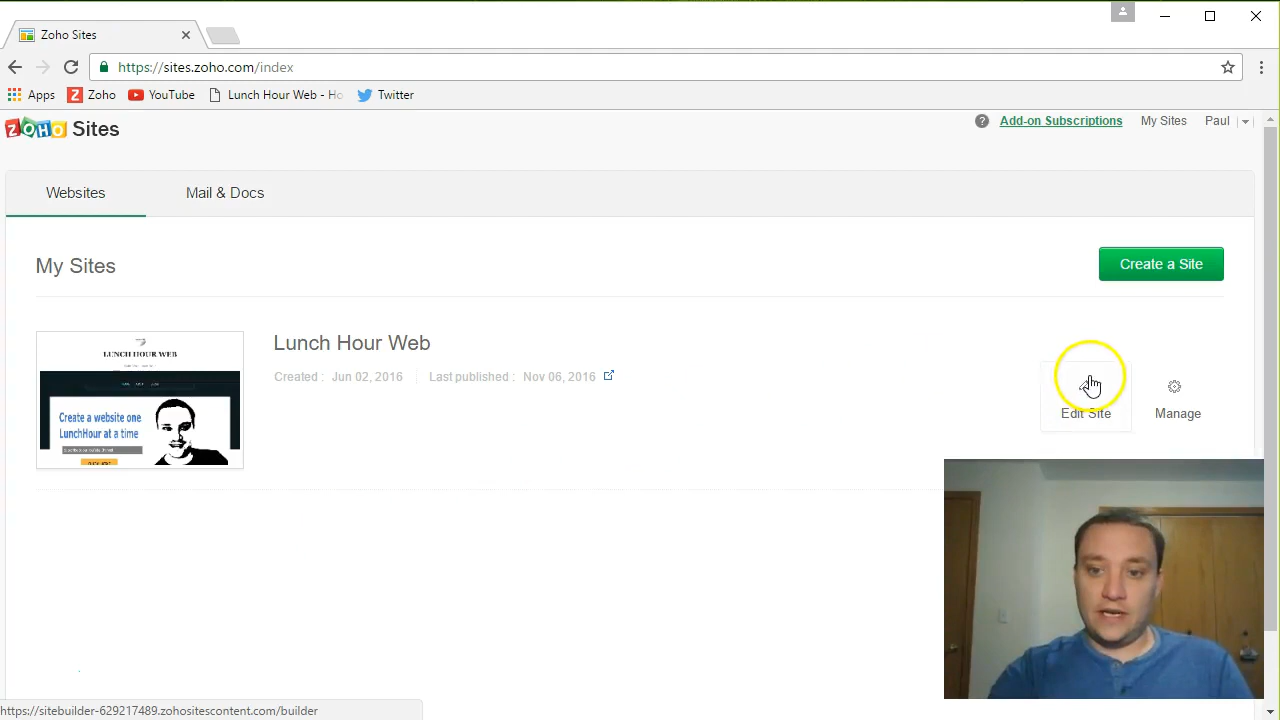 Zoho Sites
https://sites.zoho.com/index
Apps
Z Zoho
YouTube
Lunch Hour Web - Ho
Twitter
ZOHO Sites
? Add-on Subscriptions
My Sites
Paul
Websites
Mail & Docs
My Sites
Create a Site
LUNCH HOUR WEB
Create a website one
LunchHour at a time
Lunch Hour Web
Created : Jun 02, 2016
Last published : Nov 06, 2016
Edit Site
Manage
https://sitebuilder-629217489.zohositescontent.com/builder